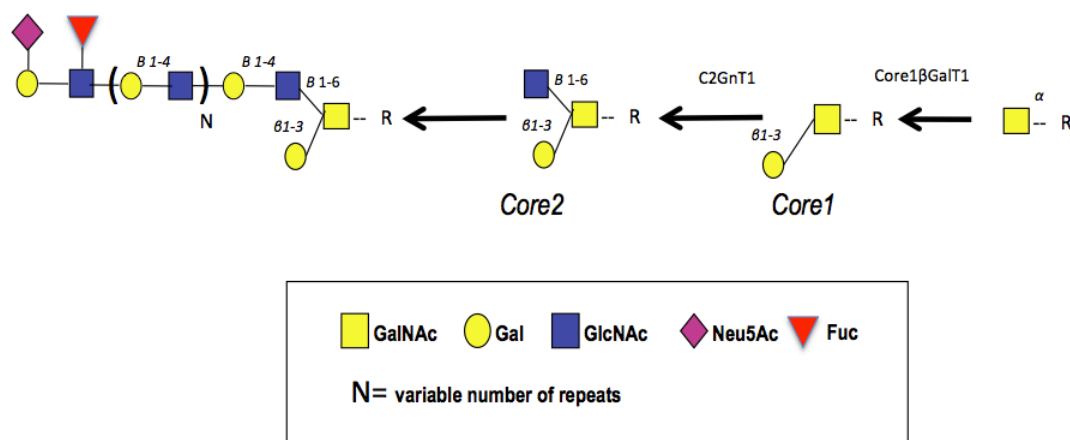 B 1-4 B 1-4
( ) N
B 1-6
β1-3
-- R
B 1-6
β1-3
-- R
Core2
C2GnT1
β1-3
-- R
Core1
Core1βGalT1
α
-- R
GalNAc Gal GlcNAc Neu5Ac Fuc
N= variable number of repeats